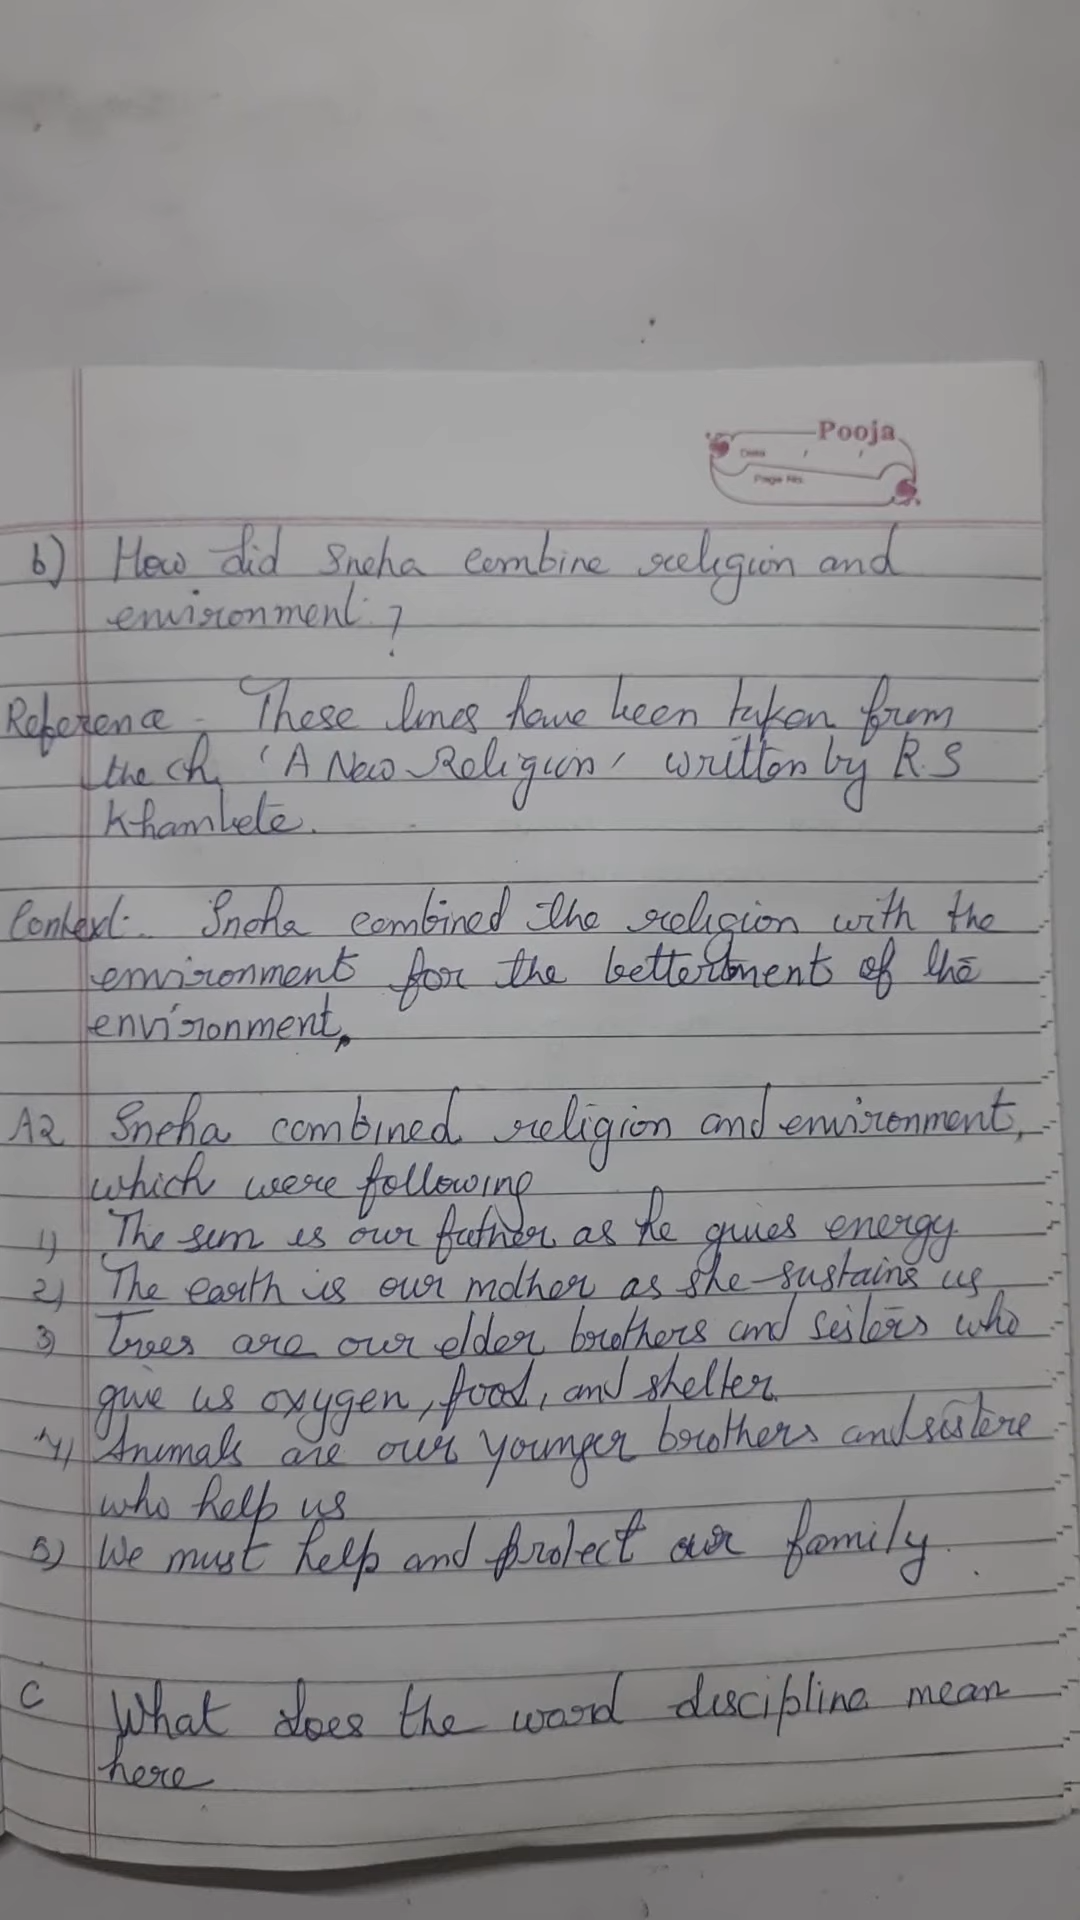 Pooja
Date / /
Page No.
b) How did Sneha combine religion and
environment ?
Reference - These lines have been taken from
the ch, 'A New Religion' written by R.S
Khambete.
Context:- Sneha combined the religion with the
environment for the betterment of the
environment.
A2 Sneha combined religion and environment,
which were following
1) The sun is our father as he gives energy
2) The earth is our mother as she sustains us
3) Trees are our elder brothers and sisters who
give us oxygen, food, and shelter
4) Animals are our younger brothers and sisters
who help us
5) We must help and protect our family.
C What does the word discipline mean
here